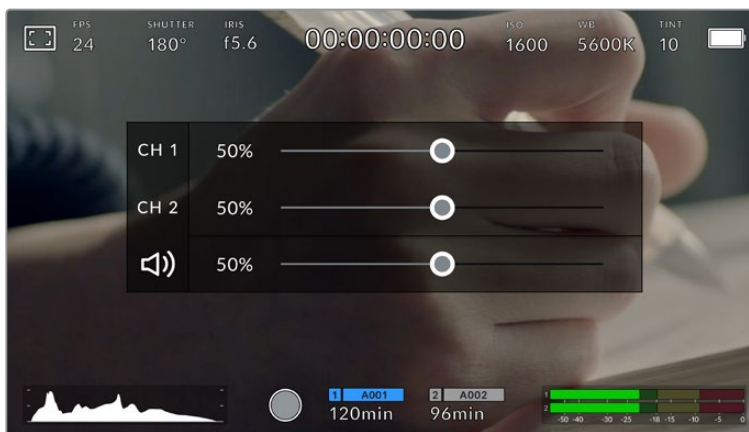 FPS SHUTTER IRIS ISO WB TINT
24 180° f5.6 00:00:00:00 1600 5600K 10
CH 1 50%
CH 2 50%
50%
1 A001 2 A002
120min 96min
1
2
-50 -40 -30 -25 -18 -15 -10 -5 0